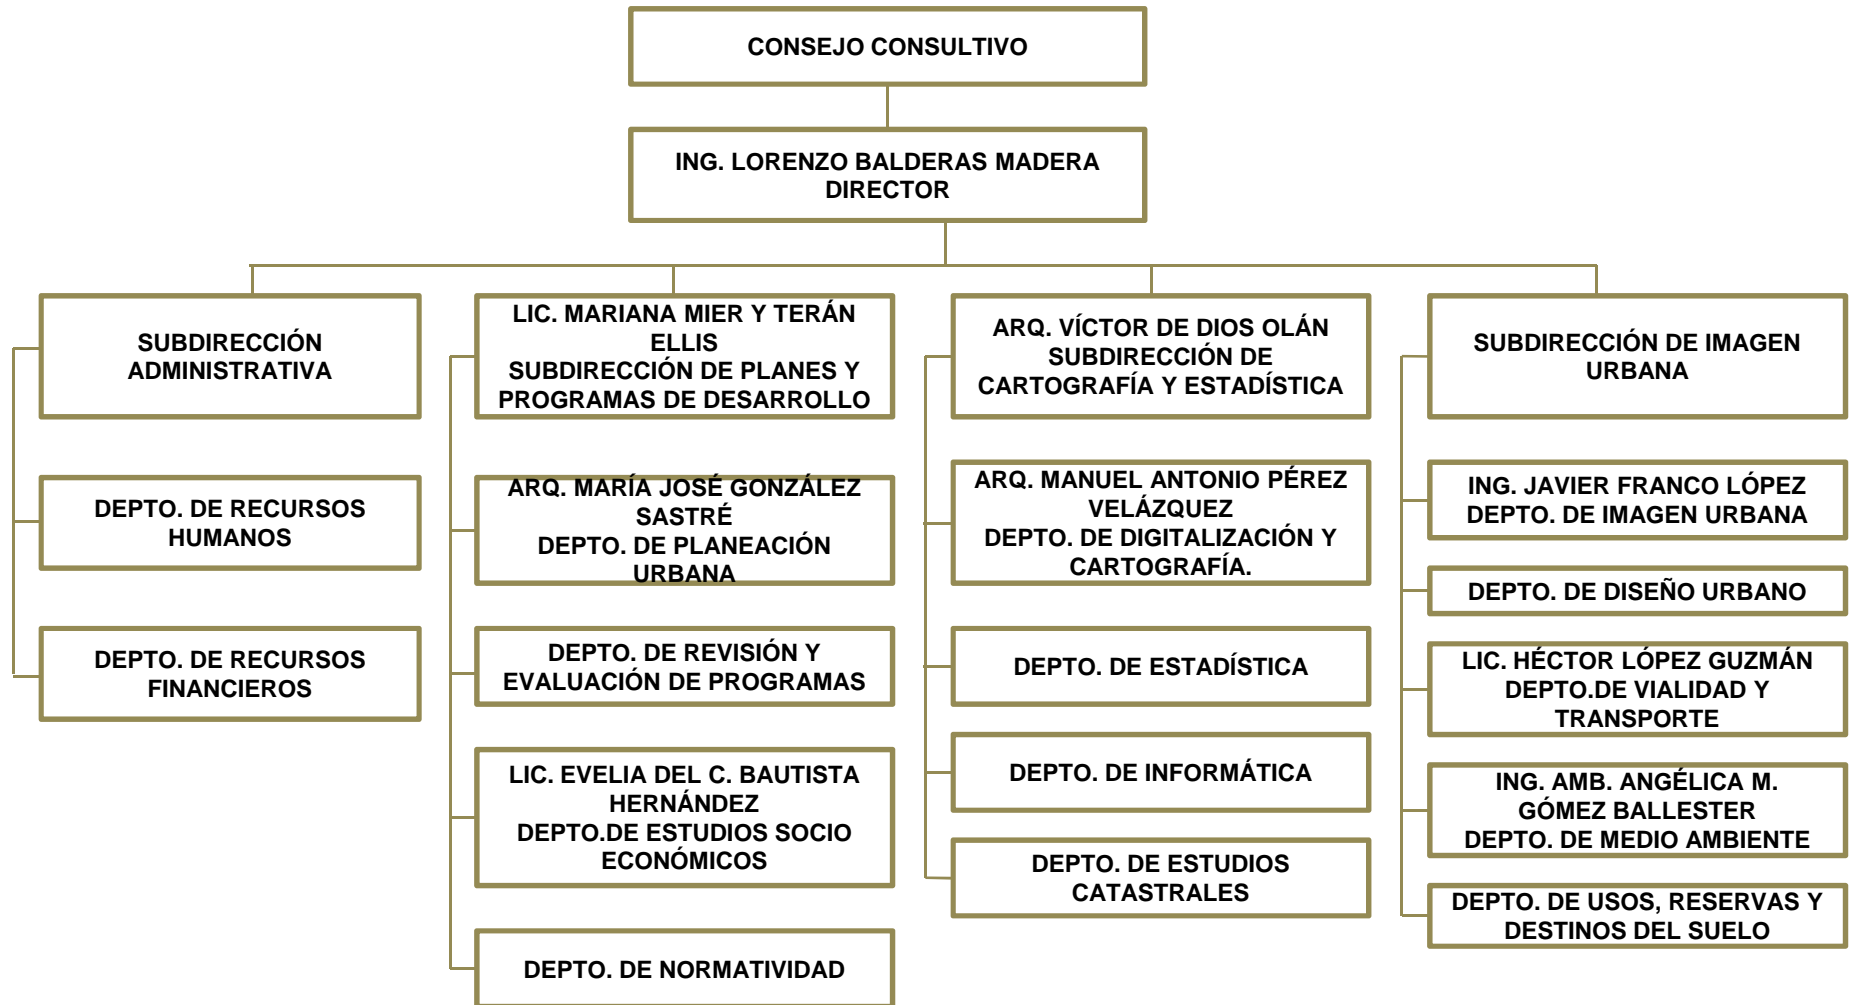 CONSEJO CONSULTIVO
ING. LORENZO BALDERAS MADERA
DIRECTOR
SUBDIRECCIÓN
ADMINISTRATIVA
DEPTO. DE RECURSOS
HUMANOS
DEPTO. DE RECURSOS
FINANCIEROS
LIC. MARIANA MIER Y TERÁN
ELLIS
SUBDIRECCIÓN DE PLANES Y
PROGRAMAS DE DESARROLLO
ARQ. MARÍA JOSÉ GONZÁLEZ
SASTRÉ
DEPTO. DE PLANEACIÓN
URBANA
DEPTO. DE REVISIÓN Y
EVALUACIÓN DE PROGRAMAS
LIC. EVELIA DEL C. BAUTISTA
HERNÁNDEZ
DEPTO.DE ESTUDIOS SOCIO
ECONÓMICOS
DEPTO. DE NORMATIVIDAD
ARQ. VÍCTOR DE DIOS OLÁN
SUBDIRECCIÓN DE
CARTOGRAFÍA Y ESTADÍSTICA
ARQ. MANUEL ANTONIO PÉREZ
VELÁZQUEZ
DEPTO. DE DIGITALIZACIÓN Y
CARTOGRAFÍA.
DEPTO. DE ESTADÍSTICA
DEPTO. DE INFORMÁTICA
DEPTO. DE ESTUDIOS
CATASTRALES
SUBDIRECCIÓN DE IMAGEN
URBANA
ING. JAVIER FRANCO LÓPEZ
DEPTO. DE IMAGEN URBANA
DEPTO. DE DISEÑO URBANO
LIC. HÉCTOR LÓPEZ GUZMÁN
DEPTO.DE VIALIDAD Y
TRANSPORTE
ING. AMB. ANGÉLICA M.
GÓMEZ BALLESTER
DEPTO. DE MEDIO AMBIENTE
DEPTO. DE USOS, RESERVAS Y
DESTINOS DEL SUELO